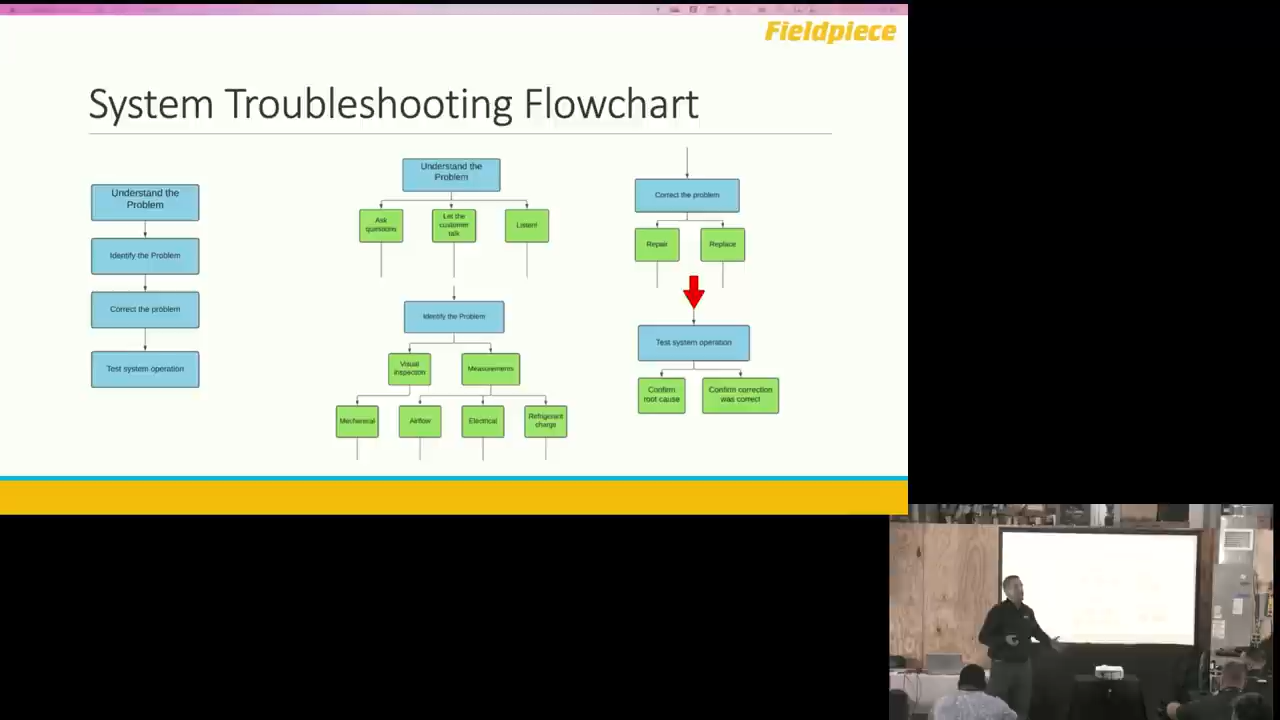 Fieldpiece
System Troubleshooting Flowchart
Understand the
Problem
Identify the Problem
Correct the problem
Test system operation
Understand the
Problem
Ask
questions
Let the
customer
talk
Listen!
Identify the Problem
Visual
inspection
Measurements
Mechanical
Airflow
Electrical
Refrigerant
charge
Correct the problem
Repair
Replace
Test system operation
Confirm
root cause
Confirm correction
was correct